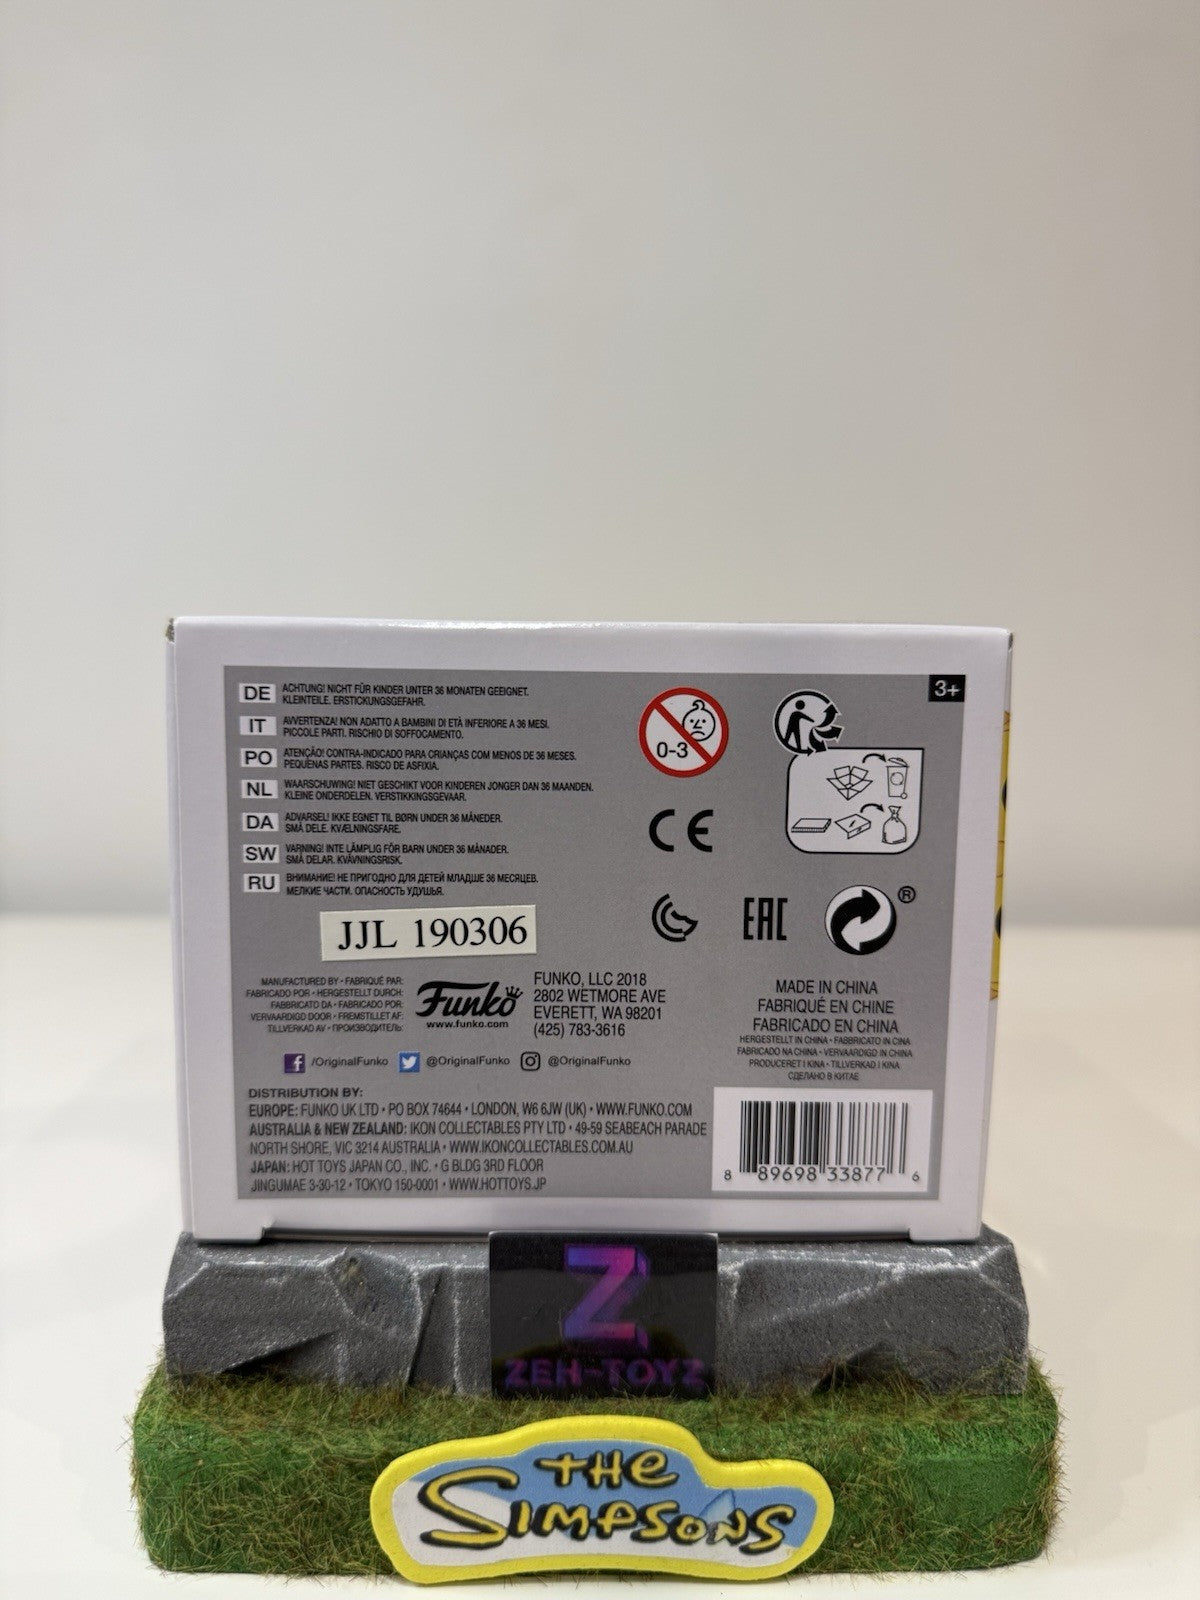 3+
DE ACHTUNG! NICHT FÜR KINDER UNTER 36 MONATEN GEEIGNET.
KLEINTEILE. ERSTICKUNGSGEFAHR.
IT AVVERTENZA! NON ADATTO A BAMBINI DI ETÀ INFERIORE A 36 MESI.
PICCOLE PARTI. RISCHIO DI SOFFOCAMENTO.
PO ATENÇÃO! CONTRA-INDICADO PARA CRIANÇAS COM MENOS DE 36 MESES.
PEQUENAS PARTES. RISCO DE ASFIXIA.
NL WAARSCHUWING! NIET GESCHIKT VOOR KINDEREN JONGER DAN 36 MAANDEN.
KLEINE ONDERDELEN. VERSTIKKINGSGEVAAR.
DA ADVARSEL! IKKE EGNET TIL BØRN UNDER 36 MÅNEDER.
SMÅ DELE. KVÆLNINGSFARE.
SW VARNING! INTE LÄMPLIG FÖR BARN UNDER 36 MÅNADER.
SMÅ DELAR. KVÄVNINGSRISK.
RU ВНИМАНИЕ! НЕ ПРИГОДНО ДЛЯ ДЕТЕЙ МЛАДШЕ 36 МЕСЯЦЕВ.
МЕЛКИЕ ЧАСТИ. ОПАСНОСТЬ УДУШЬЯ.
0-3
CE
EAC
®
JJL 190306
MANUFACTURED BY • FABRIQUÉ PAR:
FABRICADO POR • HERGESTELLT DURCH:
FABBRICATO DA • FABRICADO POR:
VERVAARDIGD DOOR • FREMSTILLET AF:
TILLVERKAD AV • ПРОИЗВОДИТЕЛЬ:
Funko
www.funko.com
FUNKO, LLC 2018
2802 WETMORE AVE
EVERETT, WA 98201
(425) 783-3616
MADE IN CHINA
FABRIQUÉ EN CHINE
FABRICADO EN CHINA
HERGESTELLT IN CHINA • FABBRICATO IN CINA
FABRICADO NA CHINA • VERVAARDIGD IN CHINA
PRODUCERET I KINA • TILLVERKAD I KINA
СДЕЛАНО В КИТАЕ
f /OriginalFunko @OriginalFunko @OriginalFunko
DISTRIBUTION BY:
EUROPE: FUNKO UK LTD • PO BOX 74644 • LONDON, W6 6JW (UK) • WWW.FUNKO.COM
AUSTRALIA & NEW ZEALAND: IKON COLLECTABLES PTY LTD • 49-59 SEABEACH PARADE
NORTH SHORE, VIC 3214 AUSTRALIA • WWW.IKONCOLLECTABLES.COM.AU
JAPAN: HOT TOYS JAPAN CO., INC. • G BLDG 3RD FLOOR
JINGUMAE 3-30-12 • TOKYO 150-0001 • WWW.HOTTOYS.JP
8 89698 33877 6
Z
ZEH-TOYZ
THE
SIMPSONS